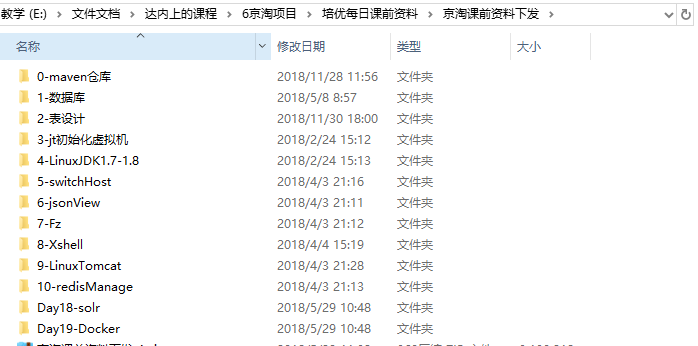 教学 (E:) > 文件文档 > 达内上的课程 > 6京淘项目 > 培优每日课前资料 > 京淘课前资料下发 >
名称 修改日期 类型 大小
0-maven仓库 2018/11/28 11:56 文件夹
1-数据库 2018/5/8 8:57 文件夹
2-表设计 2018/11/30 18:00 文件夹
3-jt初始化虚拟机 2018/2/24 15:12 文件夹
4-LinuxJDK1.7-1.8 2018/2/24 15:13 文件夹
5-switchHost 2018/4/3 21:16 文件夹
6-jsonView 2018/4/3 21:11 文件夹
7-Fz 2018/4/3 21:12 文件夹
8-Xshell 2018/4/4 15:19 文件夹
9-LinuxTomcat 2018/4/3 21:28 文件夹
10-redisManage 2018/4/3 21:13 文件夹
Day18-solr 2018/5/29 10:48 文件夹
Day19-Docker 2018/5/29 10:48 文件夹